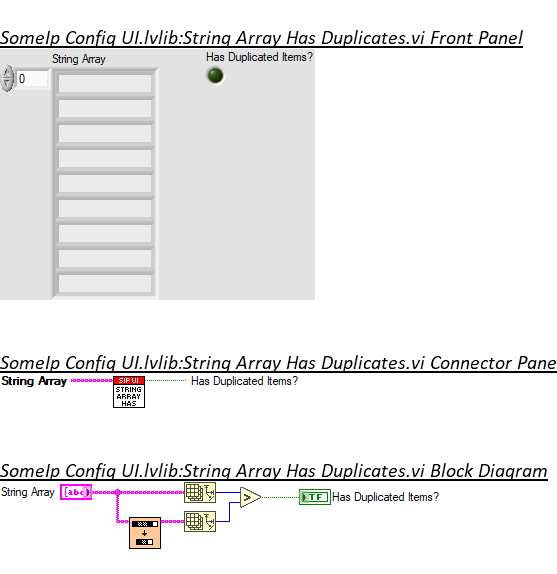 SomeIp Config UI.lvlib:String Array Has Duplicates.vi Front Panel
String Array
Has Duplicated Items?
0
SomeIp Config UI.lvlib:String Array Has Duplicates.vi Connector Pane
String Array
SIP UI
STRING
ARRAY
HAS
Has Duplicated Items?
SomeIp Config UI.lvlib:String Array Has Duplicates.vi Block Diagram
String Array
[abc]
>
TF
Has Duplicated Items?